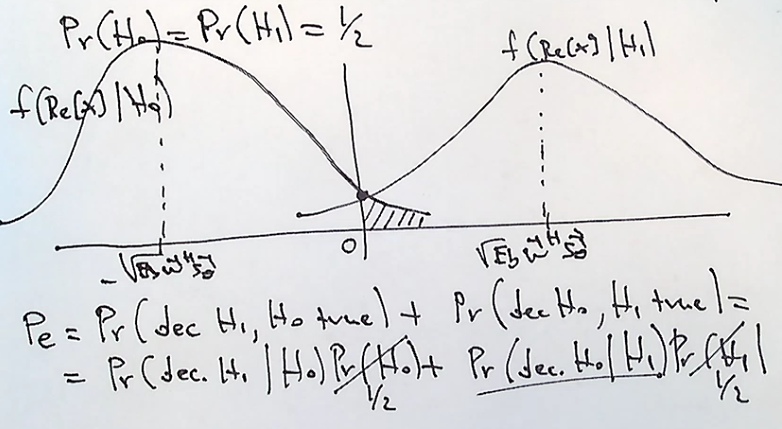 Pr(H₀) = Pr(H₁) = 1/2
f(Re(x)|H₁)
f(Re(x)|H₀)
0
-√Eb w⃗ᴴ s⃗₀
√Eb w⃗ᴴ s⃗₀
Pe = Pr(dec H₁, H₀ true) + Pr(dec H₀, H₁ true) =
= Pr(dec. H₁ | H₀) Pr(H₀) + Pr(dec. H₀ | H₁) Pr(H₁)
1/2 1/2